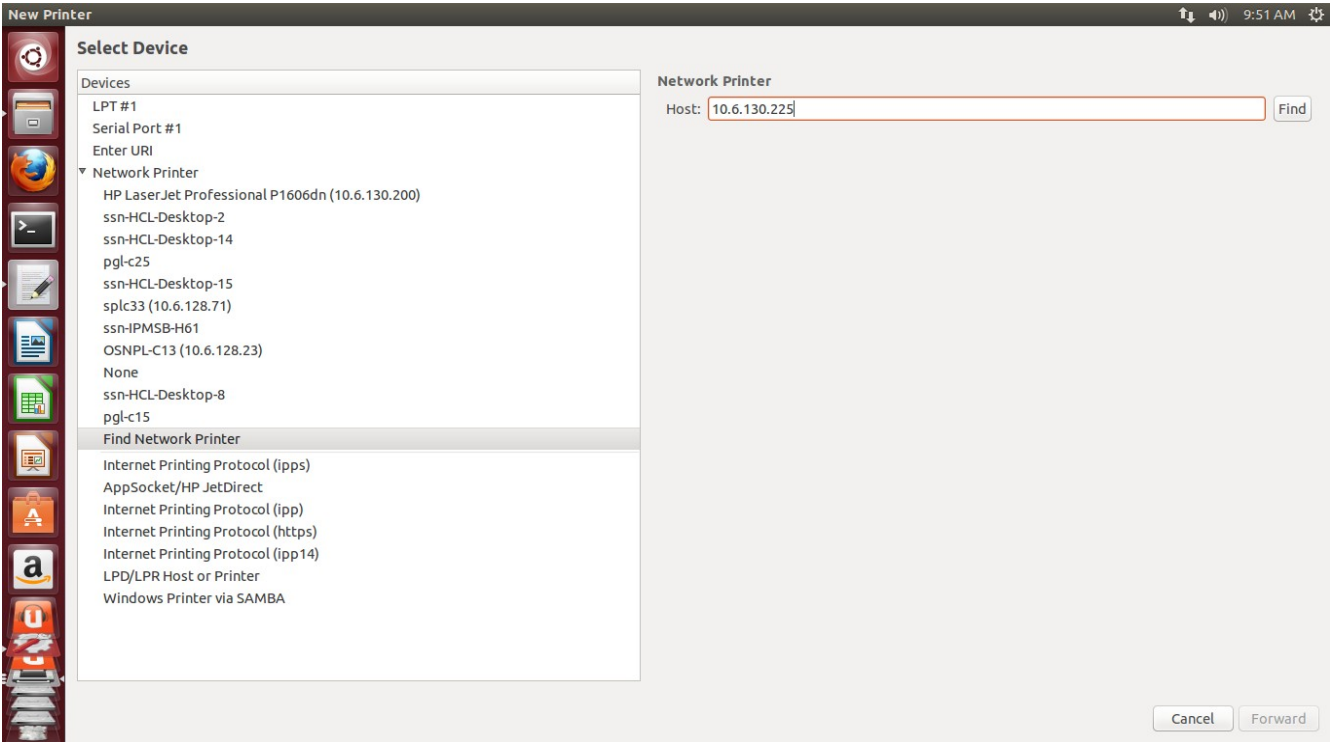 New Printer
9:51 AM
Select Device
Devices
LPT #1
Serial Port #1
Enter URI
Network Printer
HP LaserJet Professional P1606dn (10.6.130.200)
ssn-HCL-Desktop-2
ssn-HCL-Desktop-14
pgl-c25
ssn-HCL-Desktop-15
splc33 (10.6.128.71)
ssn-IPMSB-H61
OSNPL-C13 (10.6.128.23)
None
ssn-HCL-Desktop-8
pgl-c15
Find Network Printer
Internet Printing Protocol (ipps)
AppSocket/HP JetDirect
Internet Printing Protocol (ipp)
Internet Printing Protocol (https)
Internet Printing Protocol (ipp14)
LPD/LPR Host or Printer
Windows Printer via SAMBA
Network Printer
Host: 10.6.130.225 Find
Cancel Forward